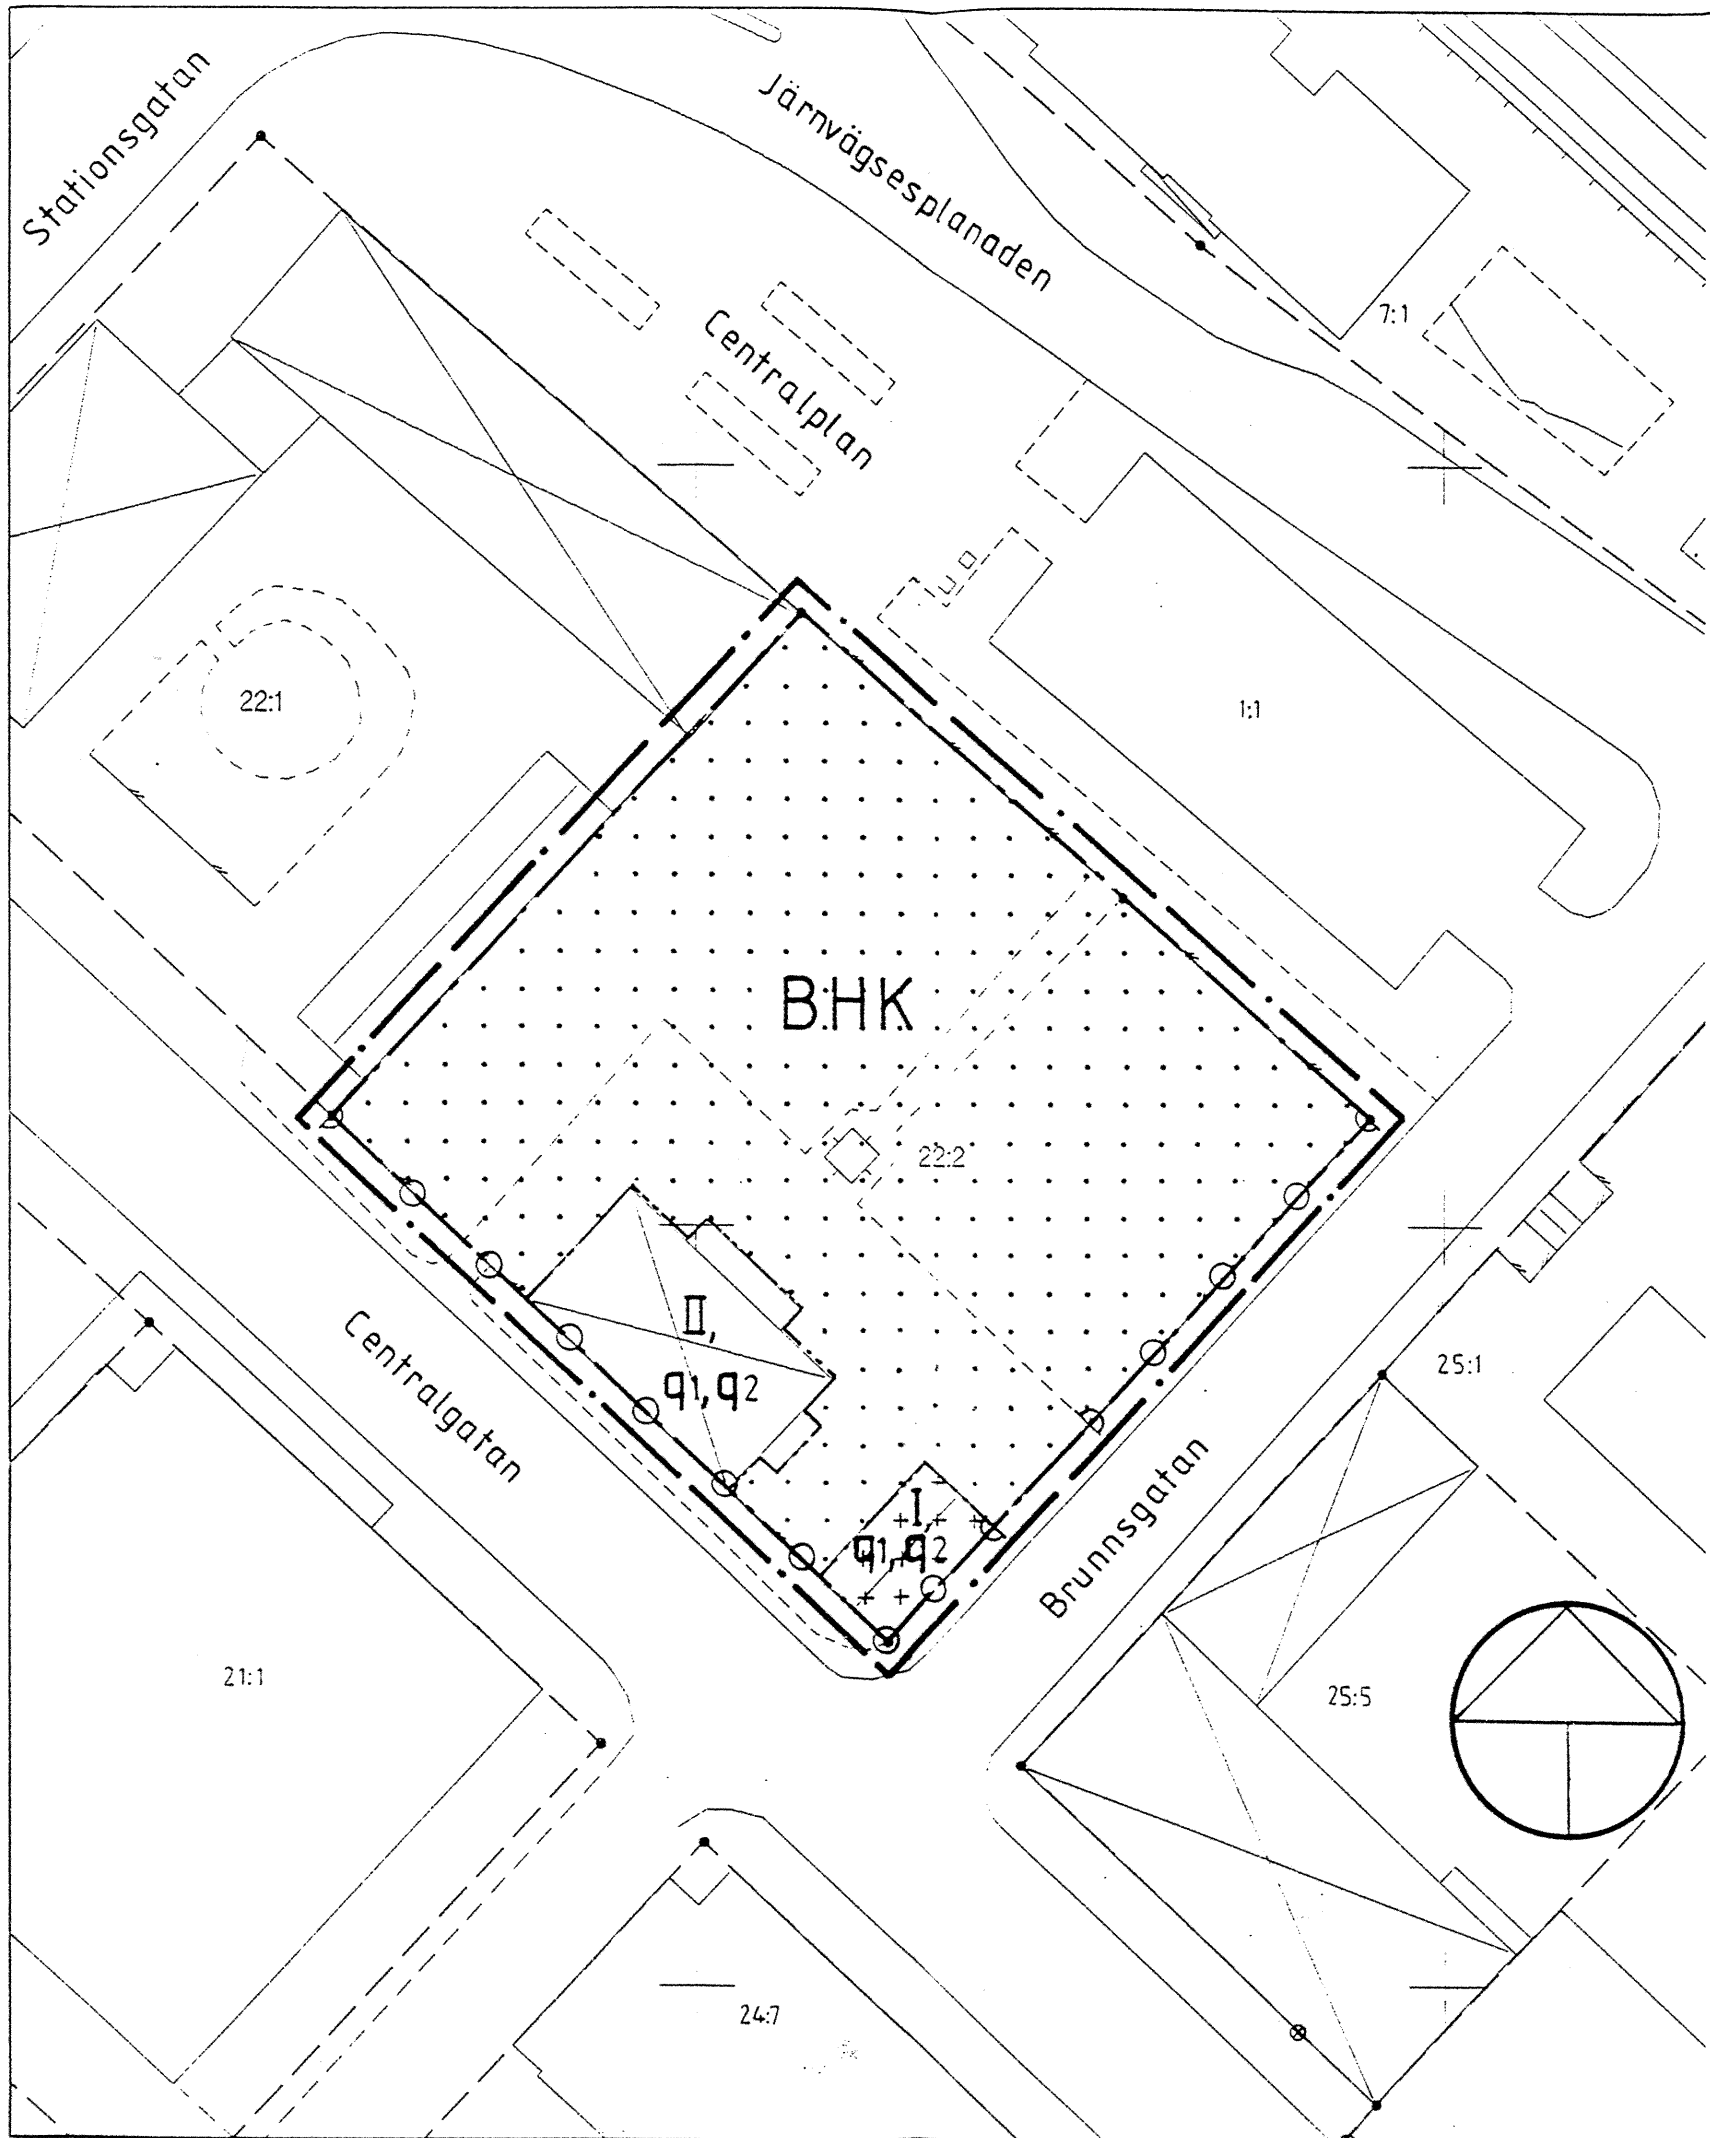 Stationsgatan
Järnvägsesplanaden
Centralplan
7:1
22:1
1:1
BHK
22:2
II,
q1, q2
Centralgatan
I,
q1, q2
Brunnsgatan
25:1
21:1
25:5
24:7